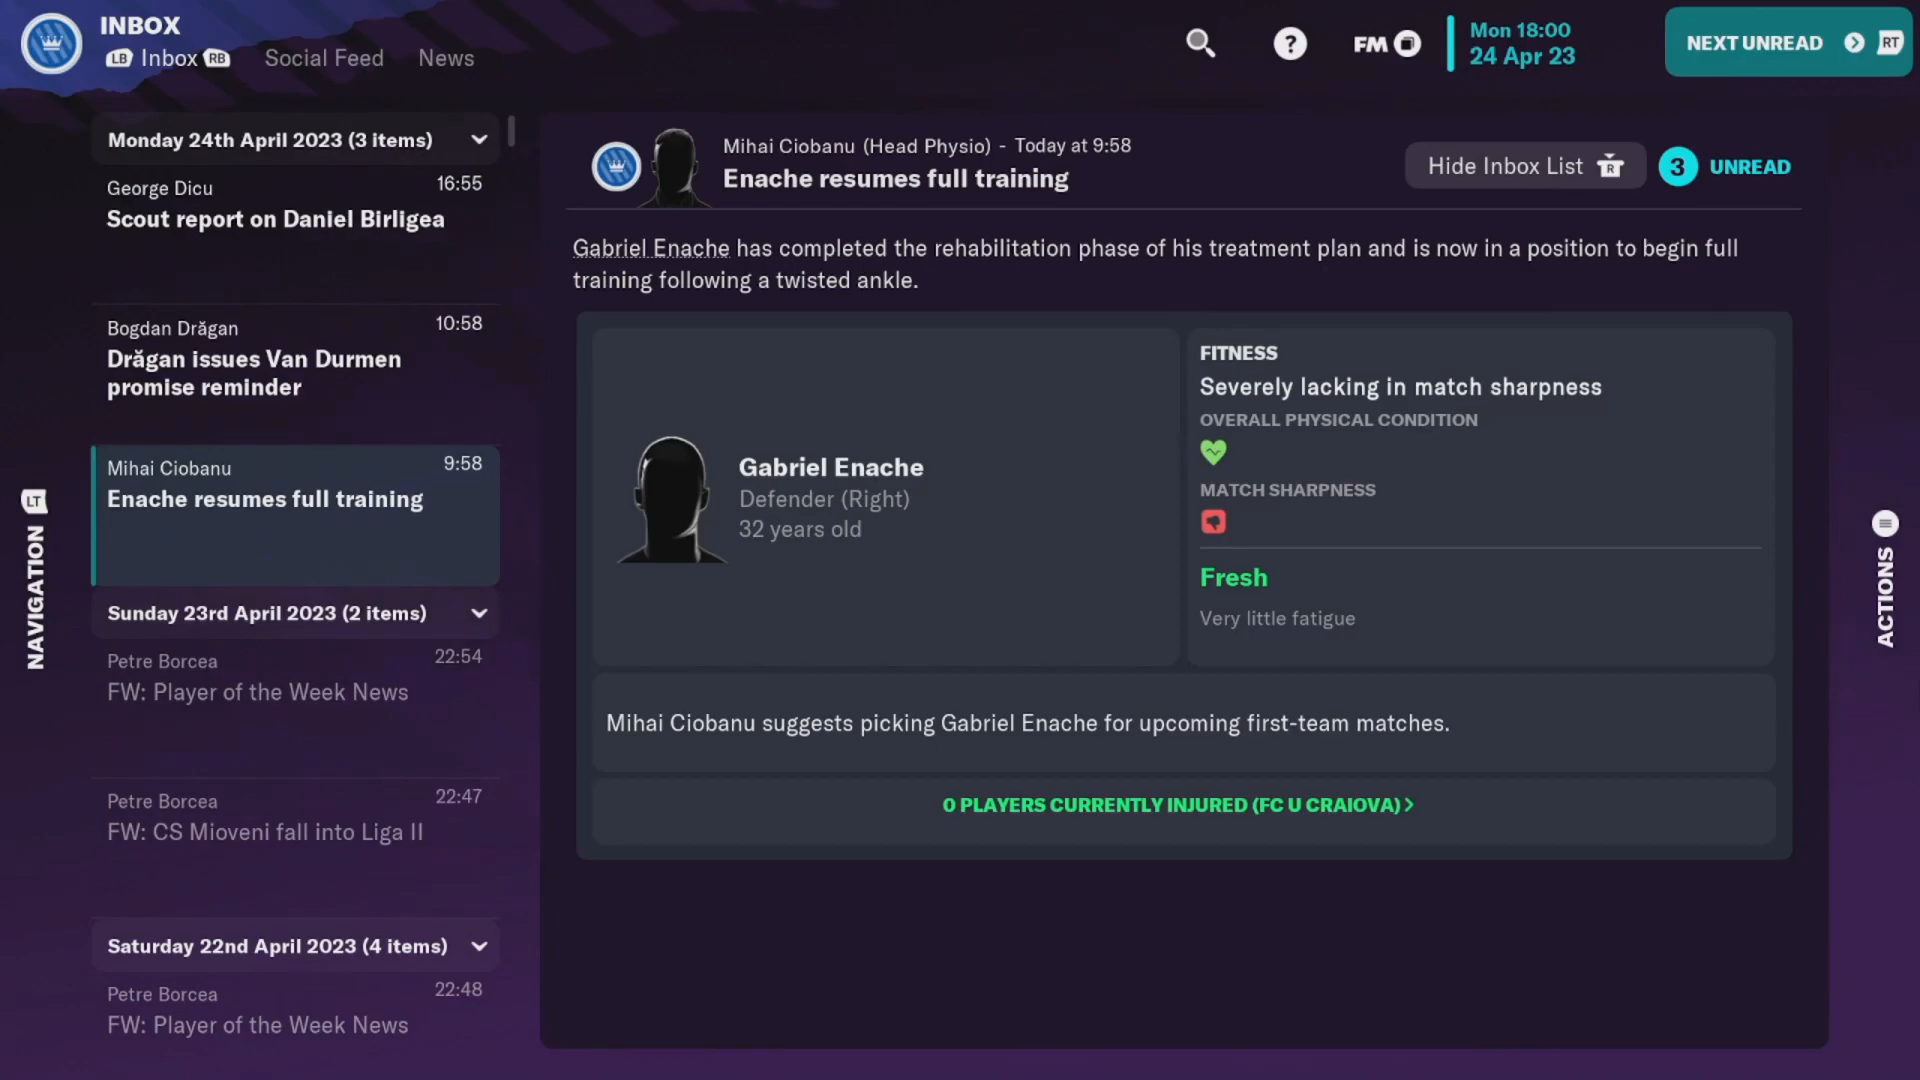 INBOX
LB Inbox RB Social Feed News
FM
Mon 18:00
24 Apr 23
NEXT UNREAD RT
Monday 24th April 2023 (3 items)
George Dicu 16:55
Scout report on Daniel Birligea
Bogdan Drăgan 10:58
Drăgan issues Van Durmen
promise reminder
Mihai Ciobanu 9:58
Enache resumes full training
Sunday 23rd April 2023 (2 items)
Petre Borcea 22:54
FW: Player of the Week News
Petre Borcea 22:47
FW: CS Mioveni fall into Liga II
Saturday 22nd April 2023 (4 items)
Petre Borcea 22:48
FW: Player of the Week News
LT
NAVIGATION
Mihai Ciobanu (Head Physio) - Today at 9:58
Enache resumes full training
Hide Inbox List R
3 UNREAD
Gabriel Enache has completed the rehabilitation phase of his treatment plan and is now in a position to begin full
training following a twisted ankle.
Gabriel Enache
Defender (Right)
32 years old
FITNESS
Severely lacking in match sharpness
OVERALL PHYSICAL CONDITION
MATCH SHARPNESS
Fresh
Very little fatigue
Mihai Ciobanu suggests picking Gabriel Enache for upcoming first-team matches.
0 PLAYERS CURRENTLY INJURED (FC U CRAIOVA) >
ACTIONS